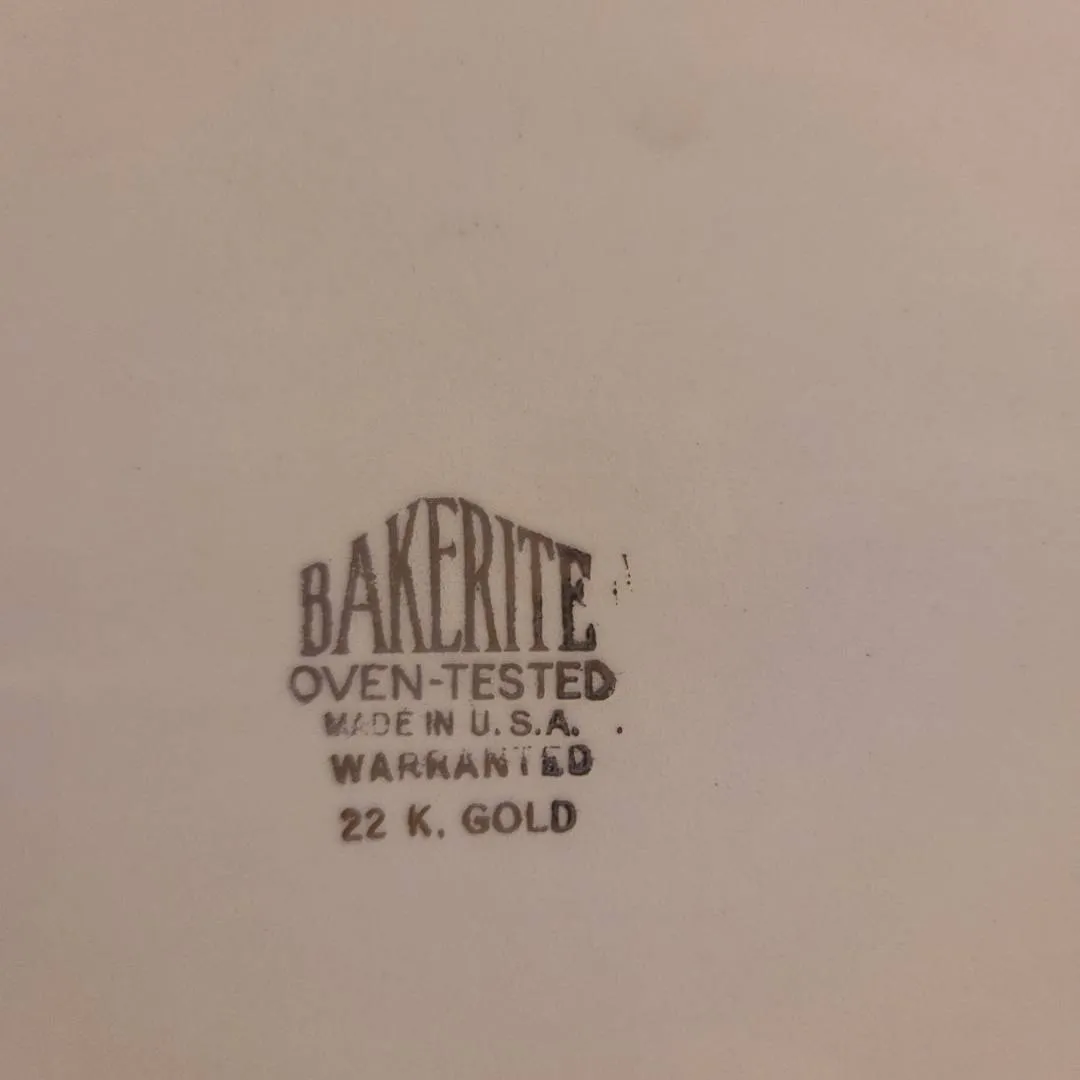 BAKERITE
OVEN-TESTED
MADE IN U.S.A.
WARRANTED
22 K. GOLD